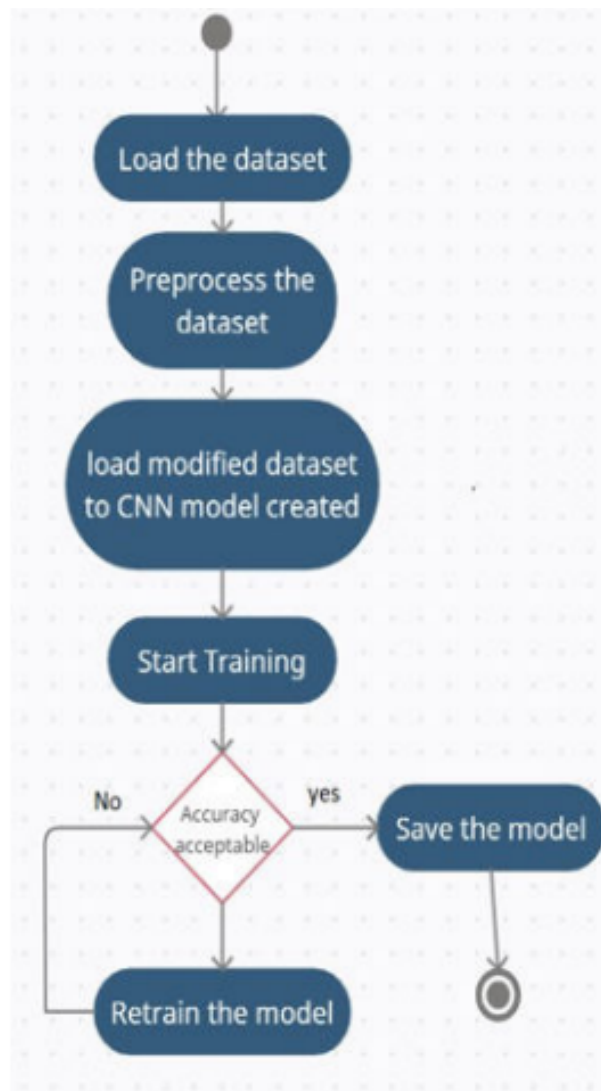 Load the dataset
Preprocess the
dataset
load modified dataset
to CNN model created
Start Training
No
Accuracy
acceptable
yes
Save the model
Retrain the model